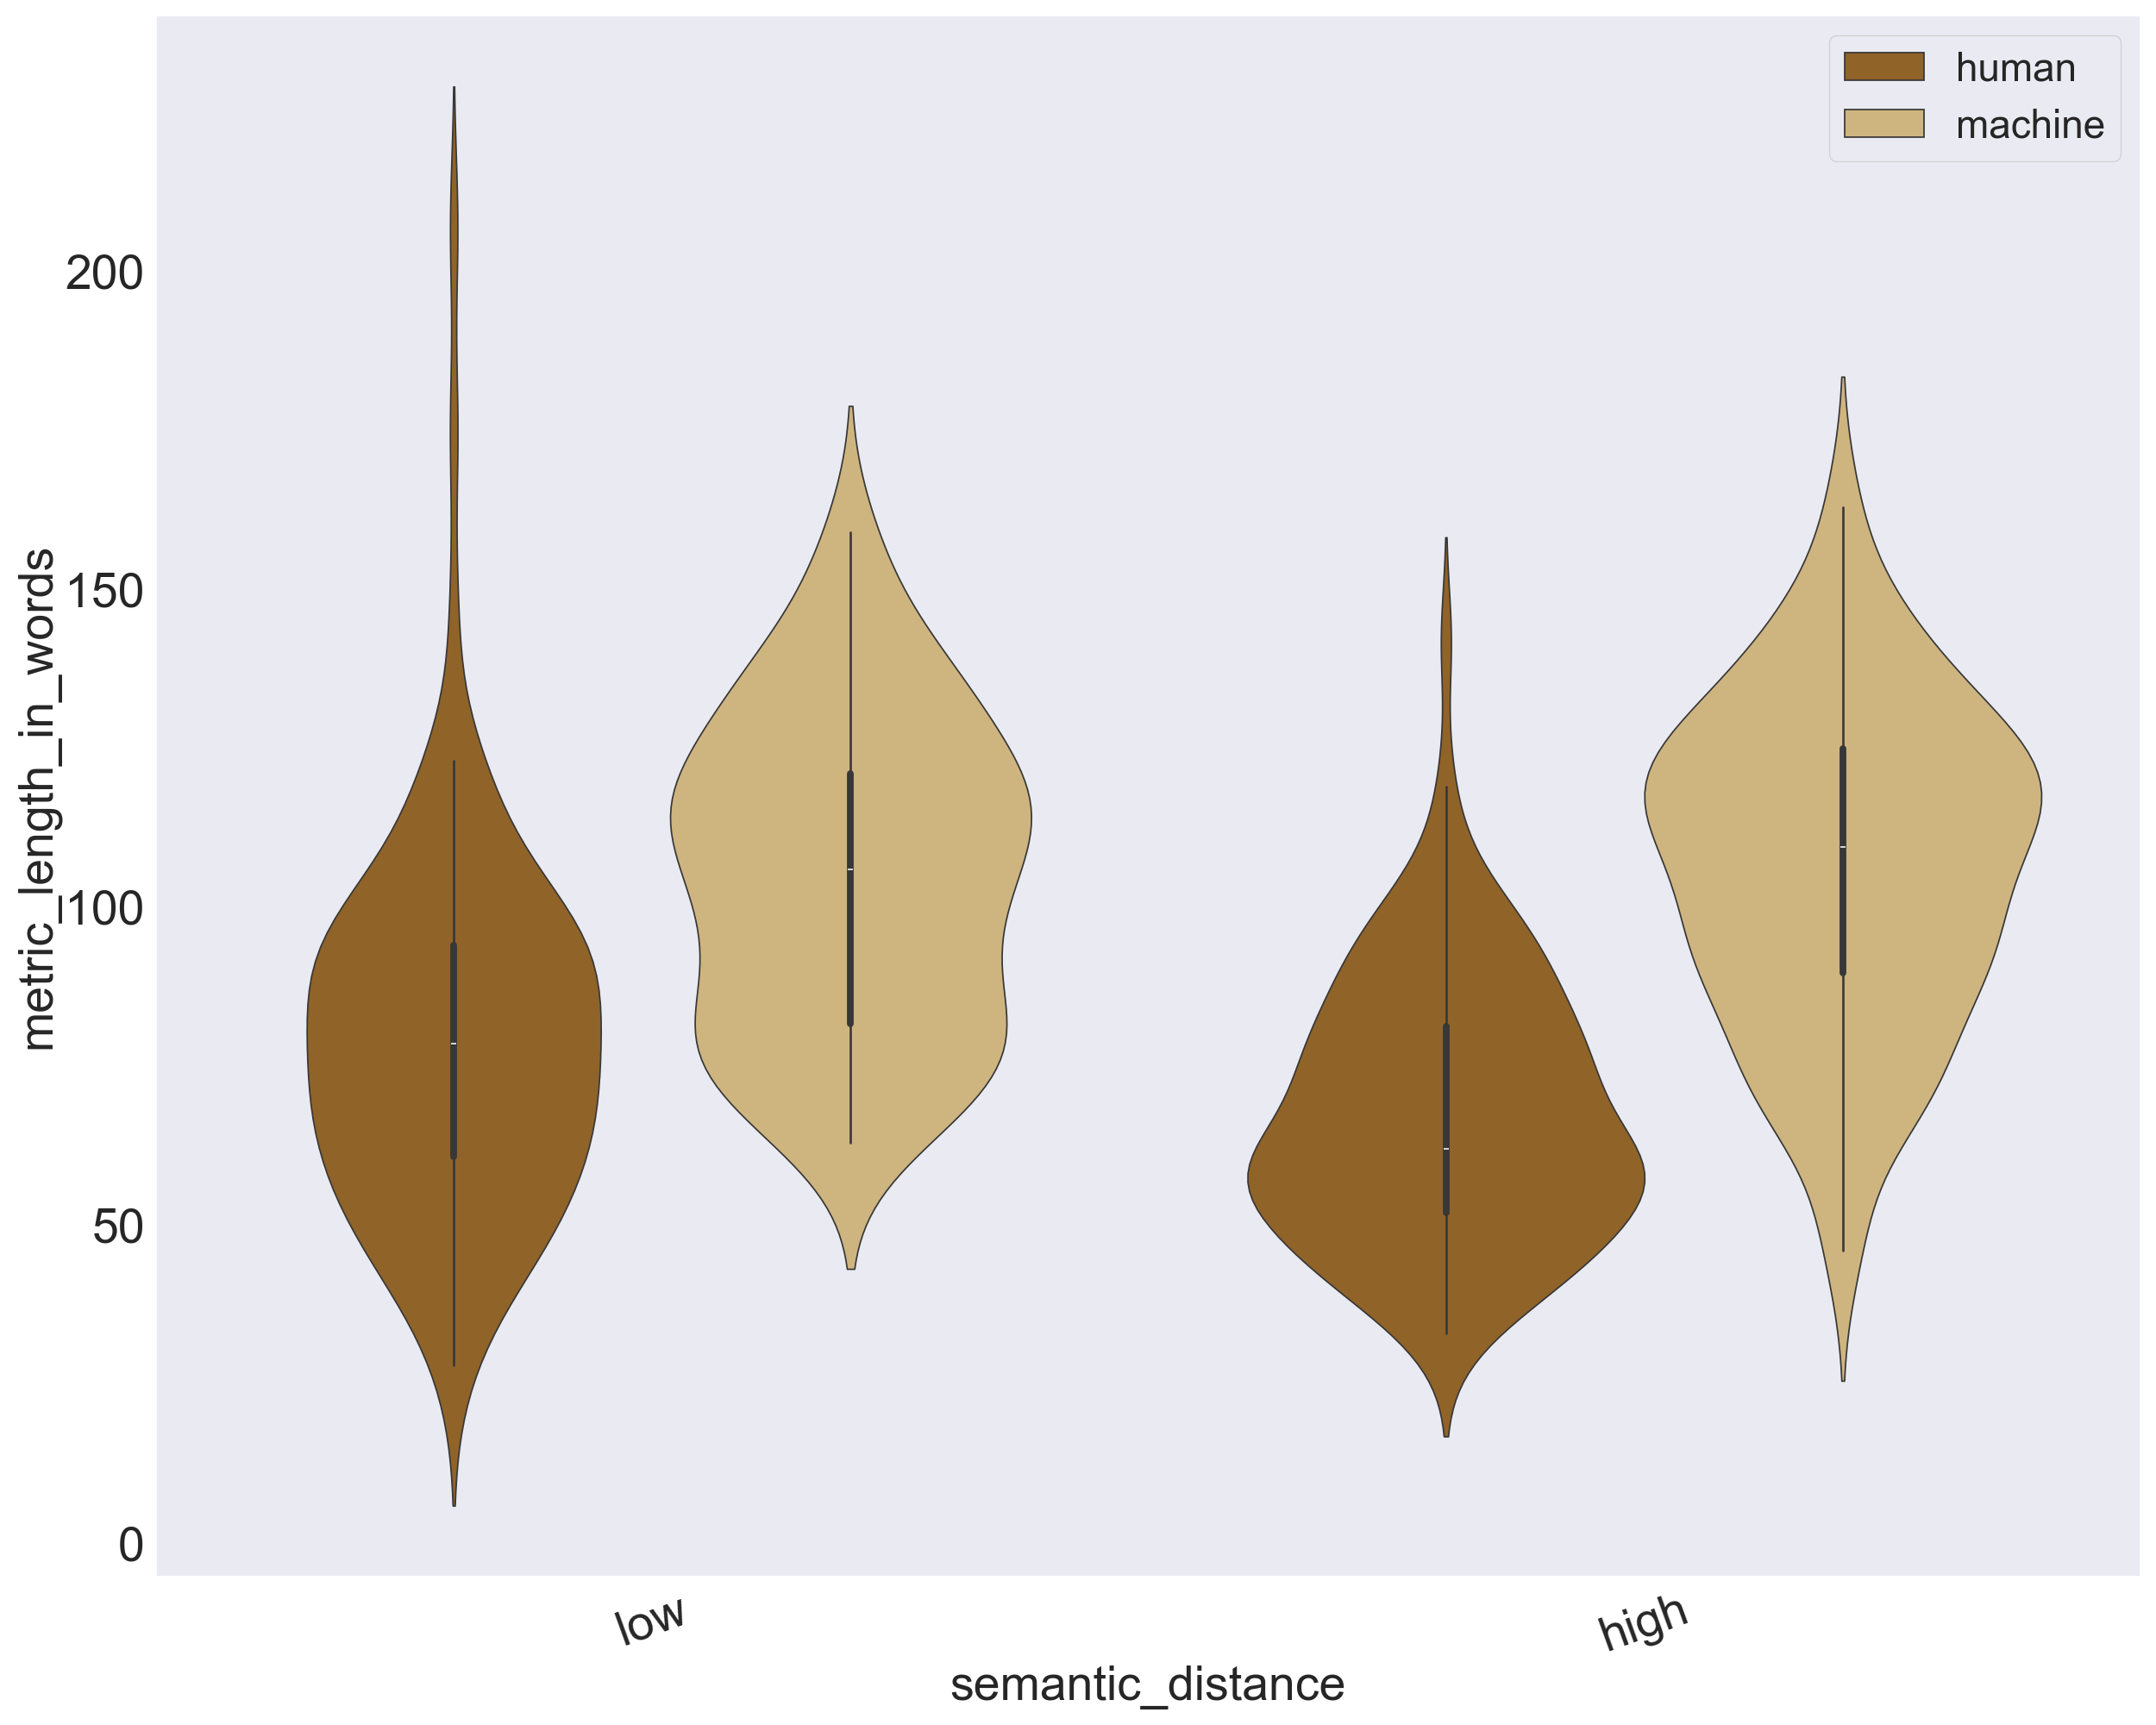 human
machine
200
150
100
50
0
metric_length_in_words
low
high
semantic_distance